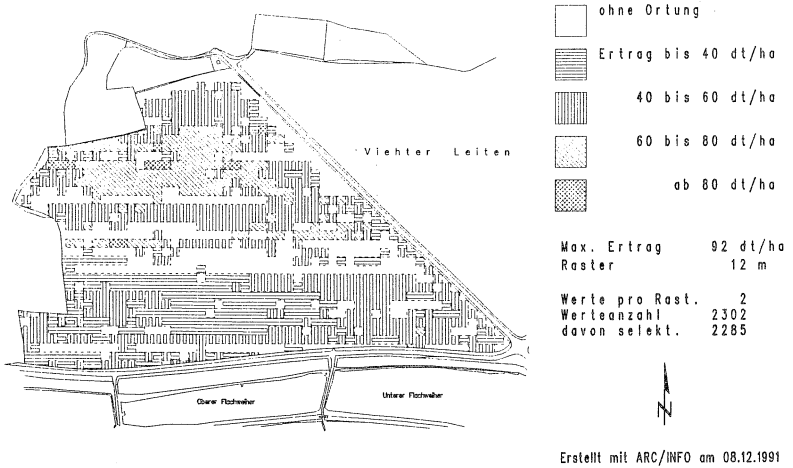 ohne Ortung
Ertrag bis 40 dt/ha
40 bis 60 dt/ha
60 bis 80 dt/ha
ab 80 dt/ha
Viehter Leiten
Max. Ertrag 92 dt/ha
Raster 12 m
Werte pro Rast. 2
Werteanzahl 2302
davon selekt. 2285
N
Oberer Flochweiher
Unterer Flochweiher
Erstellt mit ARC/INFO am 08.12.1991